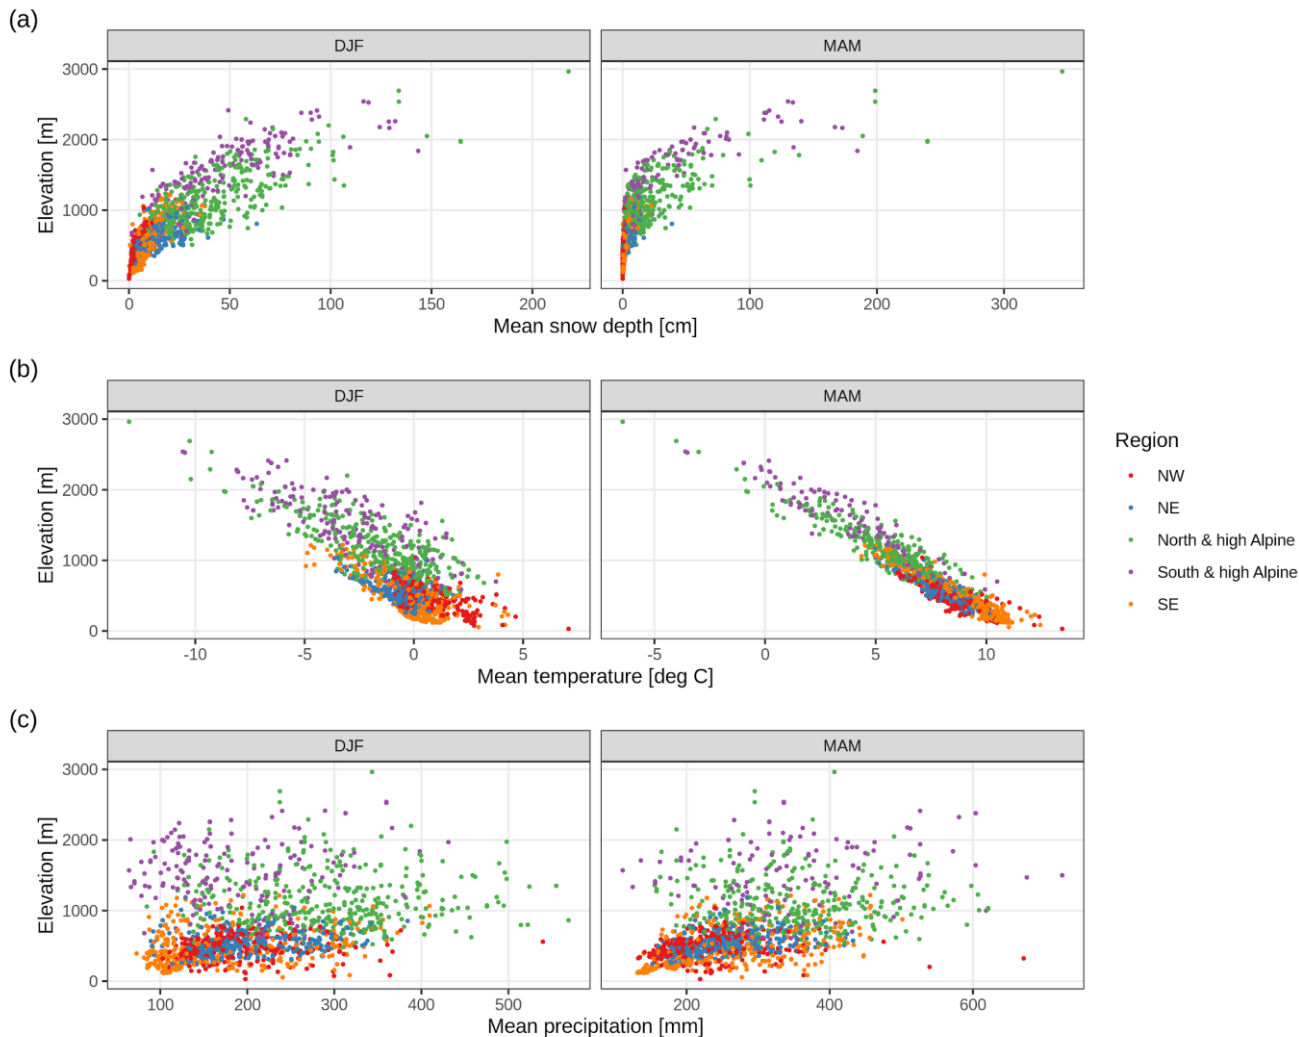 (a)
DJF
MAM
3000
2000
1000
0
Elevation [m]
0
50
100
150
200
0
100
200
300
Mean snow depth [cm]
(b)
DJF
MAM
3000
2000
1000
0
Elevation [m]
-10
-5
0
5
-5
0
5
10
Mean temperature [deg C]
Region
NW
NE
North & high Alpine
South & high Alpine
SE
(c)
DJF
MAM
3000
2000
1000
0
Elevation [m]
100
200
300
400
500
200
400
600
Mean precipitation [mm]